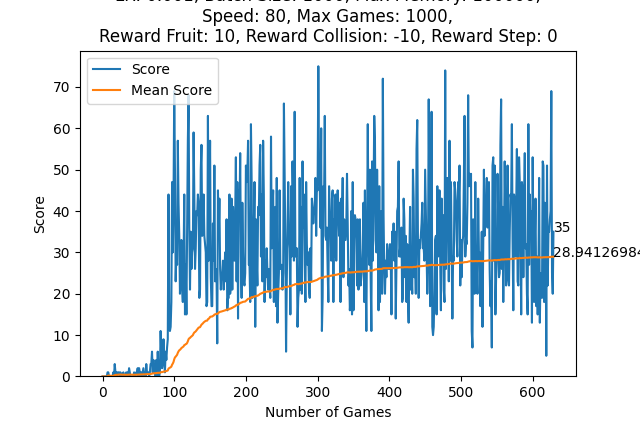 Speed: 80, Max Games: 1000,
Reward Fruit: 10, Reward Collision: -10, Reward Step: 0
Score
Mean Score
70
60
50
40
30
20
10
0
Score
35
28.94126984
0 100 200 300 400 500 600
Number of Games